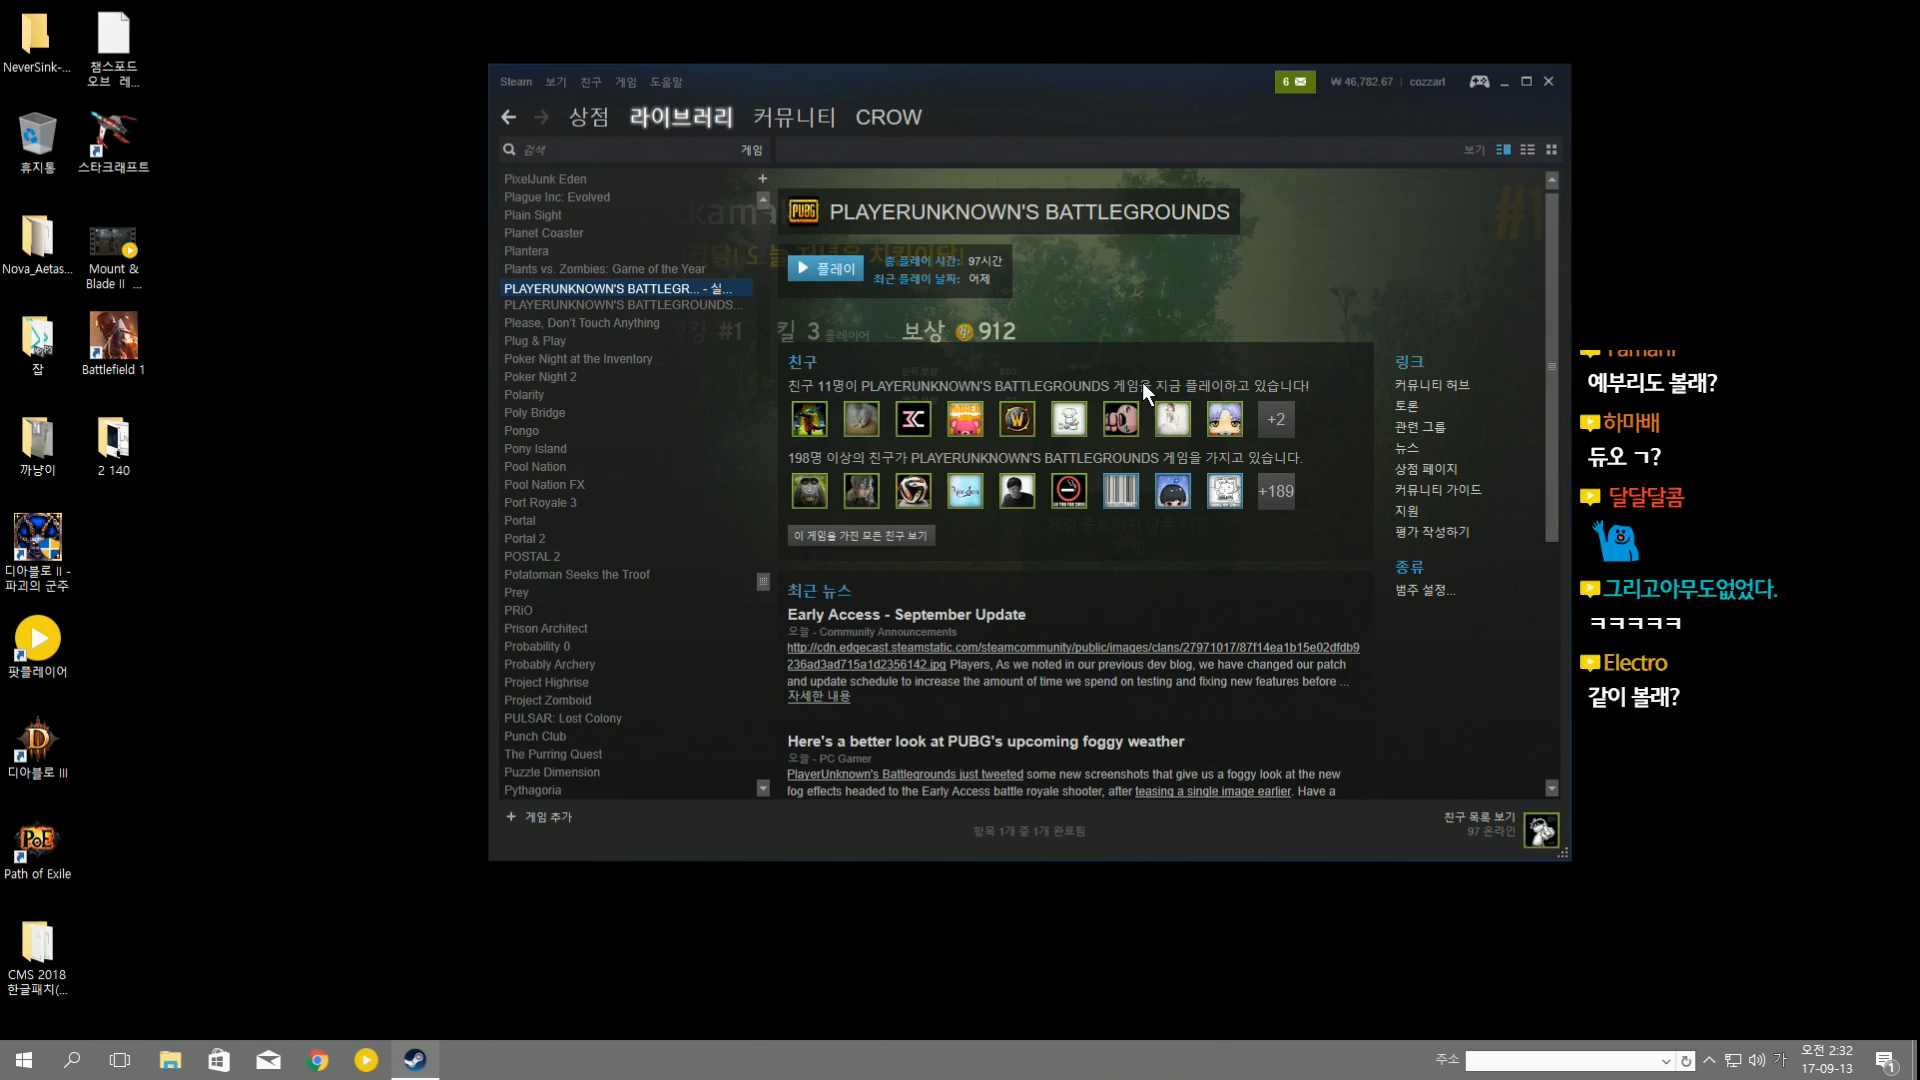 NeverSink-...
잼스포드
오브 레...
휴지통
스타크래프트
Nova_Aetas...
Mount &
Blade II ...
잡
Battlefield 1
까냥이
2 140
디아블로 II -
파괴의 군주
팟플레이어
디아블로 III
Path of Exile
CMS 2018
한글패치(...
Steam 보기 친구 게임 도움말
6
₩ 46,782.67 cozzart
상점 라이브러리 커뮤니티 CROW
검색
게임
보기
PixelJunk Eden
Plague Inc: Evolved
Plain Sight
Planet Coaster
Plantera
Plants vs. Zombies: Game of the Year
PLAYERUNKNOWN'S BATTLEGR... - 실...
PLAYERUNKNOWN'S BATTLEGROUNDS...
Please, Don't Touch Anything
Plug & Play
Poker Night at the Inventory
Poker Night 2
Polarity
Poly Bridge
Pongo
Pony Island
Pool Nation
Pool Nation FX
Port Royale 3
Portal
Portal 2
POSTAL 2
Potatoman Seeks the Troof
Prey
PRiO
Prison Architect
Probability 0
Probably Archery
Project Highrise
Project Zomboid
PULSAR: Lost Colony
Punch Club
The Purring Quest
Puzzle Dimension
Pythagoria
게임 추가
PUBG PLAYERUNKNOWN'S BATTLEGROUNDS
#1
플레이
총 플레이 시간: 97시간
최근 플레이 날짜: 어제
#1 킬 3 플레이어 보상 912
친구
친구 11명이 PLAYERUNKNOWN'S BATTLEGROUNDS 게임을 지금 플레이하고 있습니다!
+2
198명 이상의 친구가 PLAYERUNKNOWN'S BATTLEGROUNDS 게임을 가지고 있습니다.
+189
이 게임을 가진 모든 친구 보기
최근 뉴스
Early Access - September Update
오늘 - Community Announcements
http://cdn.edgecast.steamstatic.com/steamcommunity/public/images/clans/27971017/87f14ea1b15e02dfdb9
236ad3ad715a1d2356142.jpg Players, As we noted in our previous dev blog, we have changed our patch
and update schedule to increase the amount of time we spend on testing and fixing new features before ...
자세한 내용
Here's a better look at PUBG's upcoming foggy weather
오늘 - PC Gamer
PlayerUnknown's Battlegrounds just tweeted some new screenshots that give us a foggy look at the new
fog effects headed to the Early Access battle royale shooter, after teasing a single image earlier. Have a
링크
커뮤니티 허브
토론
관련 그룹
뉴스
상점 페이지
커뮤니티 가이드
지원
평가 작성하기
종류
범주 설정...
항목 1개 중 1개 완료됨
친구 목록 보기
97 온라인
예부리도 볼래?
하마배
듀오 ㄱ?
달달달콤
그리고아무도없었다.
ㅋㅋㅋㅋㅋ
Electro
같이 볼래?
주소
가
오전 2:32
17-09-13
1